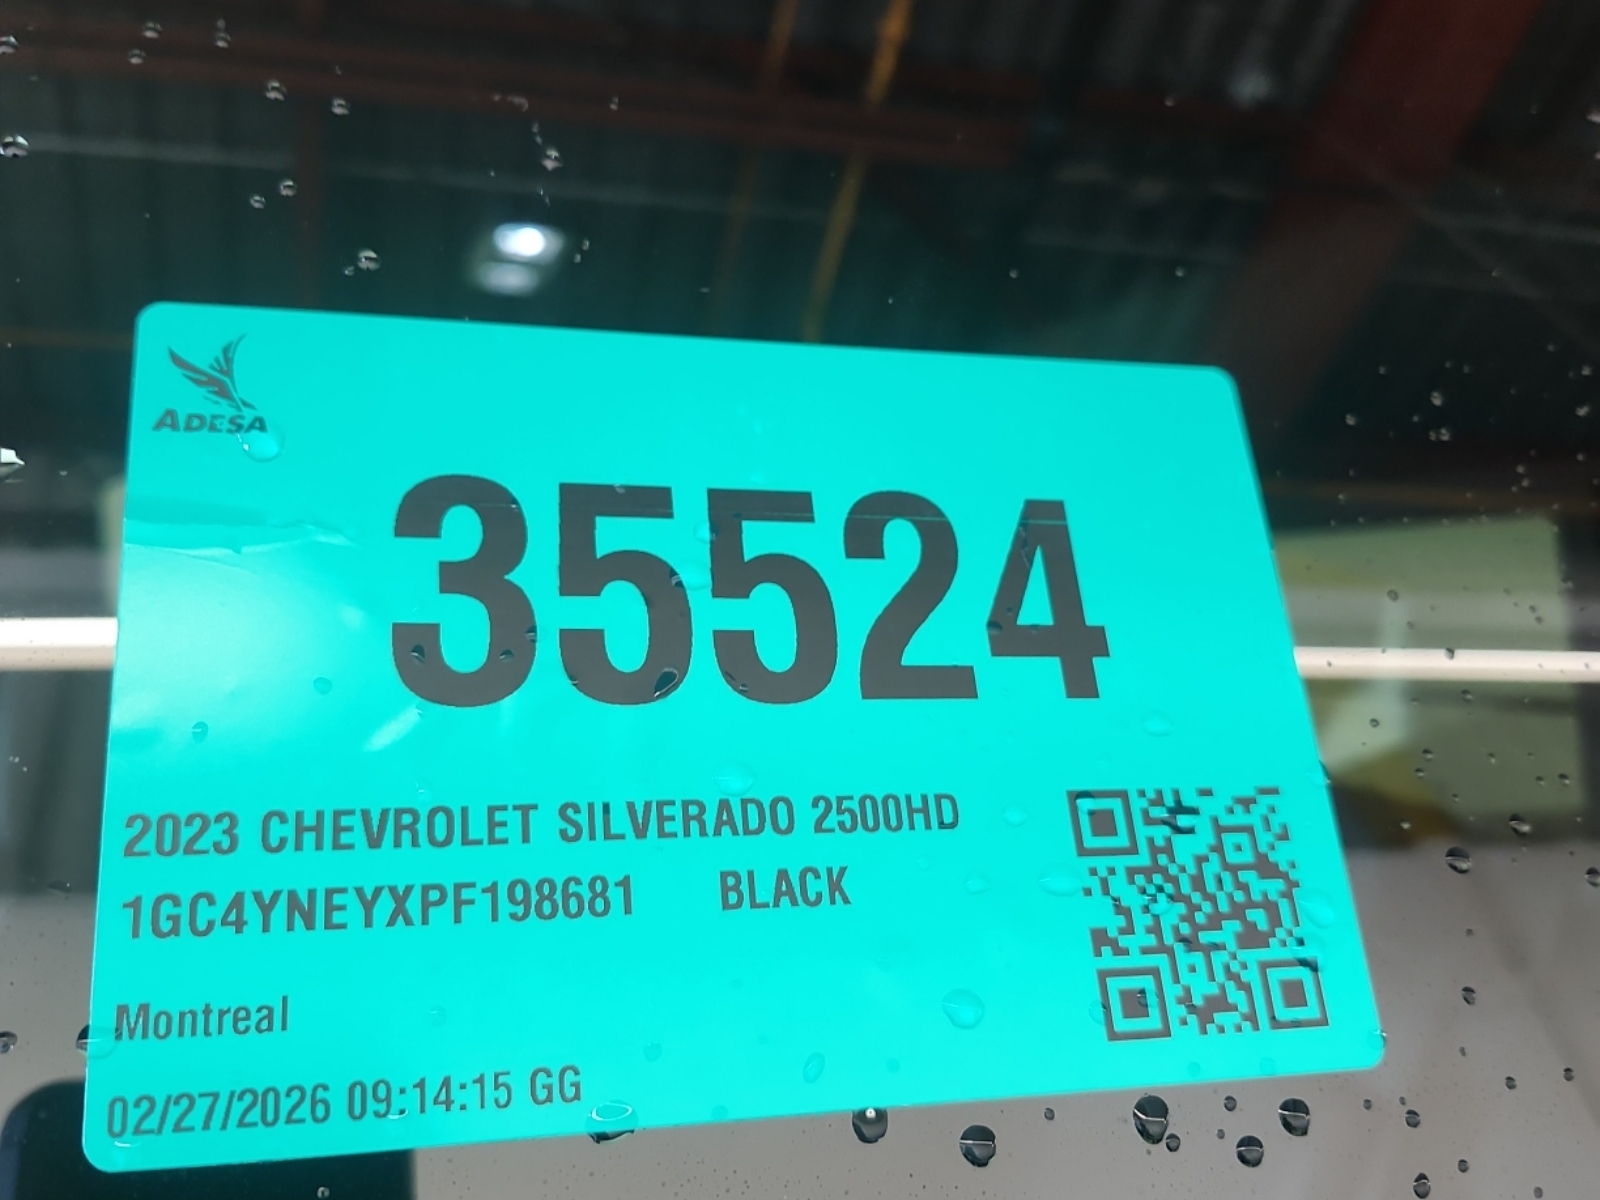 ADESA
35524
2023 CHEVROLET SILVERADO 2500HD
1GC4YNEYXPF198681 BLACK
Montreal
02/27/2026 09:14:15 GG